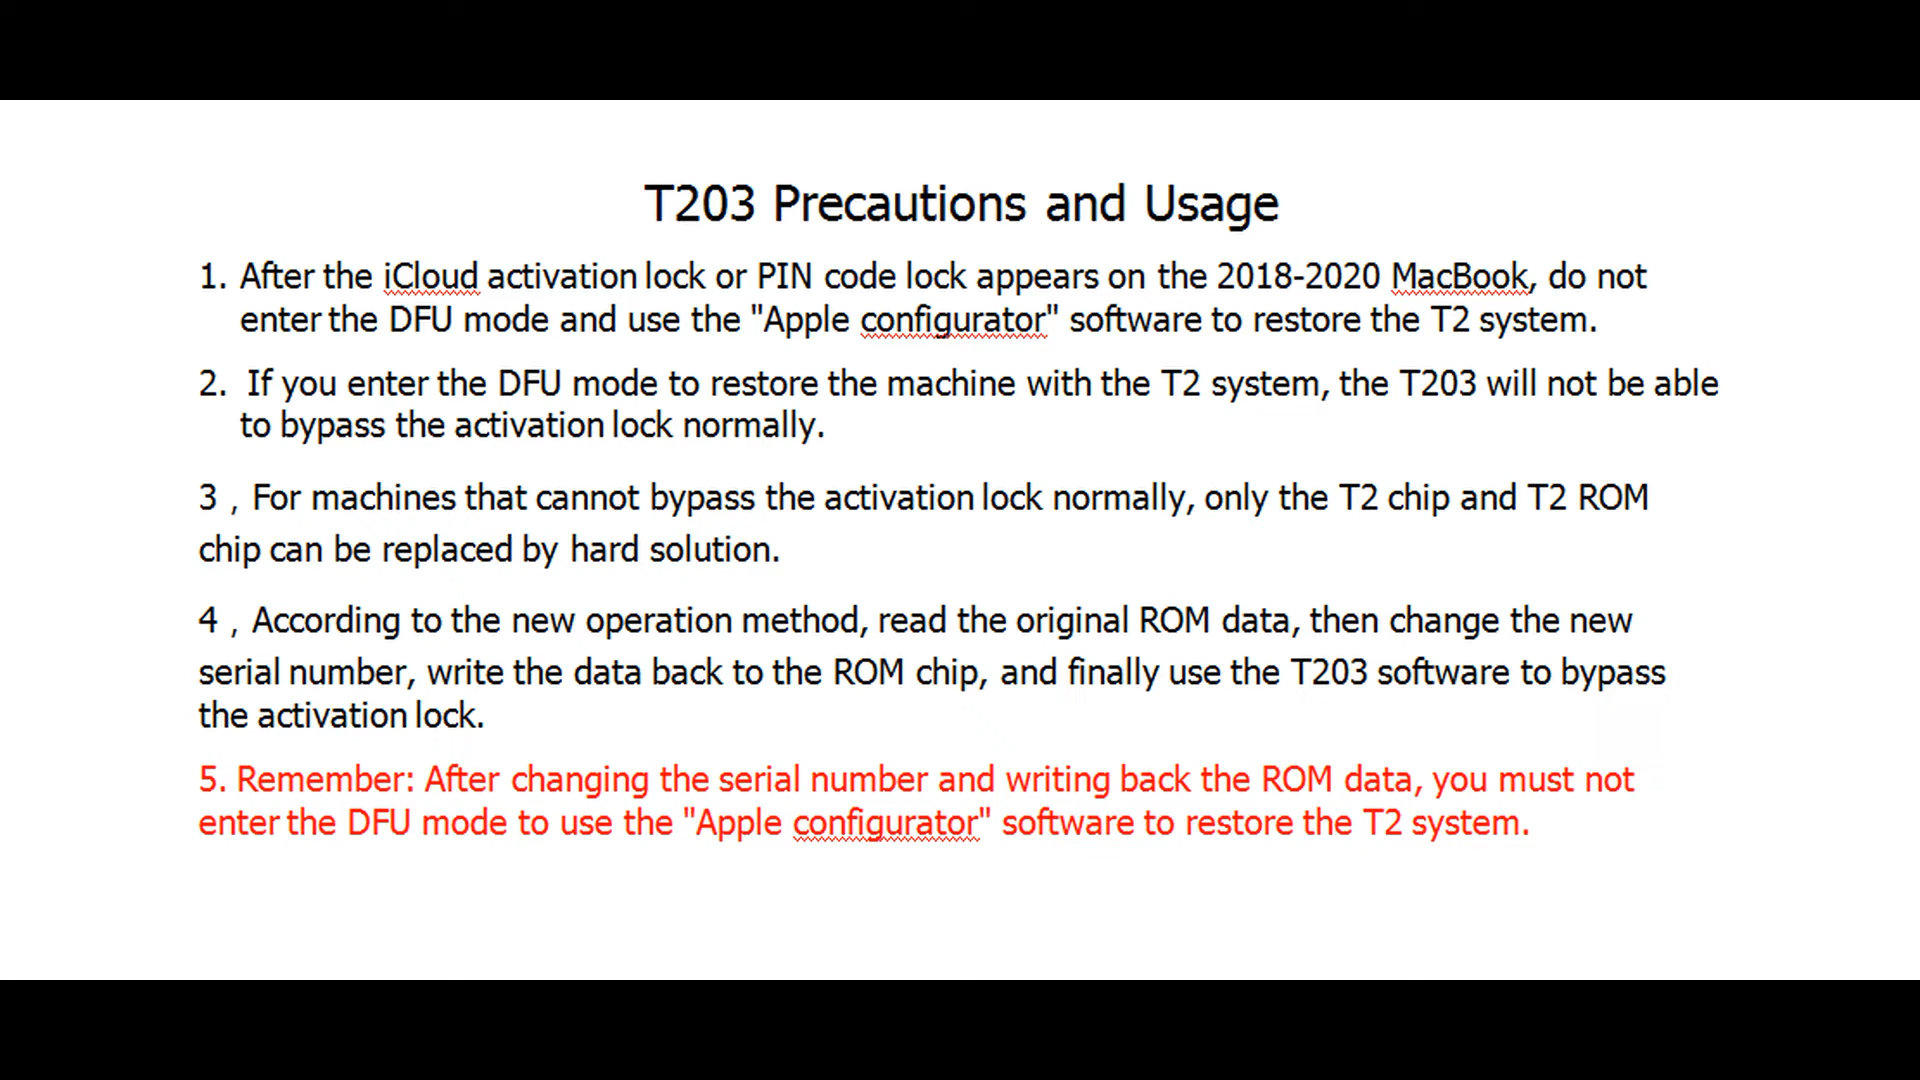 T203 Precautions and Usage
1. After the iCloud activation lock or PIN code lock appears on the 2018-2020 MacBook, do not
enter the DFU mode and use the "Apple configurator" software to restore the T2 system.
2. If you enter the DFU mode to restore the machine with the T2 system, the T203 will not be able
to bypass the activation lock normally.
3，For machines that cannot bypass the activation lock normally, only the T2 chip and T2 ROM
chip can be replaced by hard solution.
4，According to the new operation method, read the original ROM data, then change the new
serial number, write the data back to the ROM chip, and finally use the T203 software to bypass
the activation lock.
5. Remember: After changing the serial number and writing back the ROM data, you must not
enter the DFU mode to use the "Apple configurator" software to restore the T2 system.